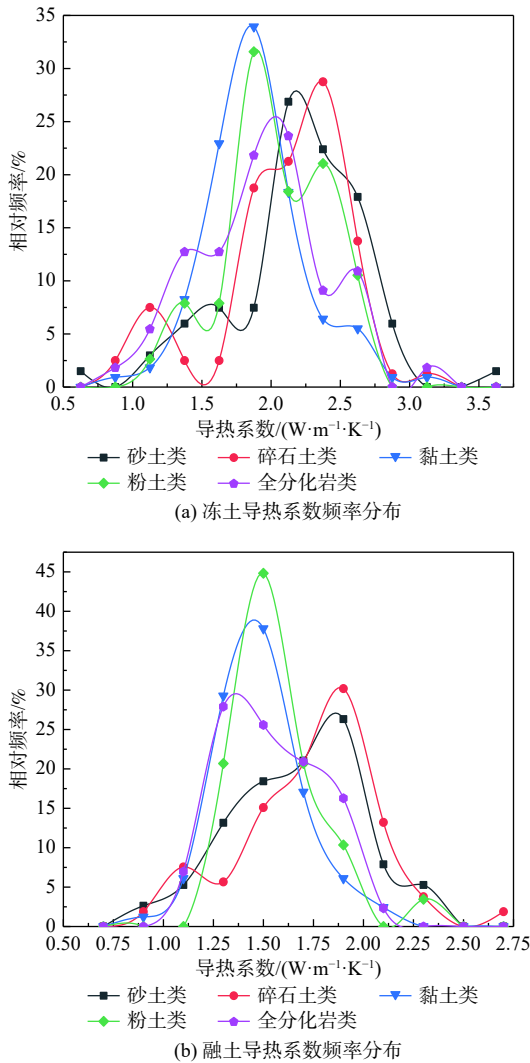 35
30
25
20
15
10
5
0
相对频率/%
0.5 1.0 1.5 2.0 2.5 3.0 3.5
导热系数/(W·m⁻¹·K⁻¹)
砂土类 碎石土类 黏土类
粉土类 全分化岩类
(a) 冻土导热系数频率分布
45
40
35
30
25
20
15
10
5
0
相对频率/%
0.50 0.75 1.00 1.25 1.50 1.75 2.00 2.25 2.50 2.75
导热系数/(W·m⁻¹·K⁻¹)
砂土类 碎石土类 黏土类
粉土类 全分化岩类
(b) 融土导热系数频率分布